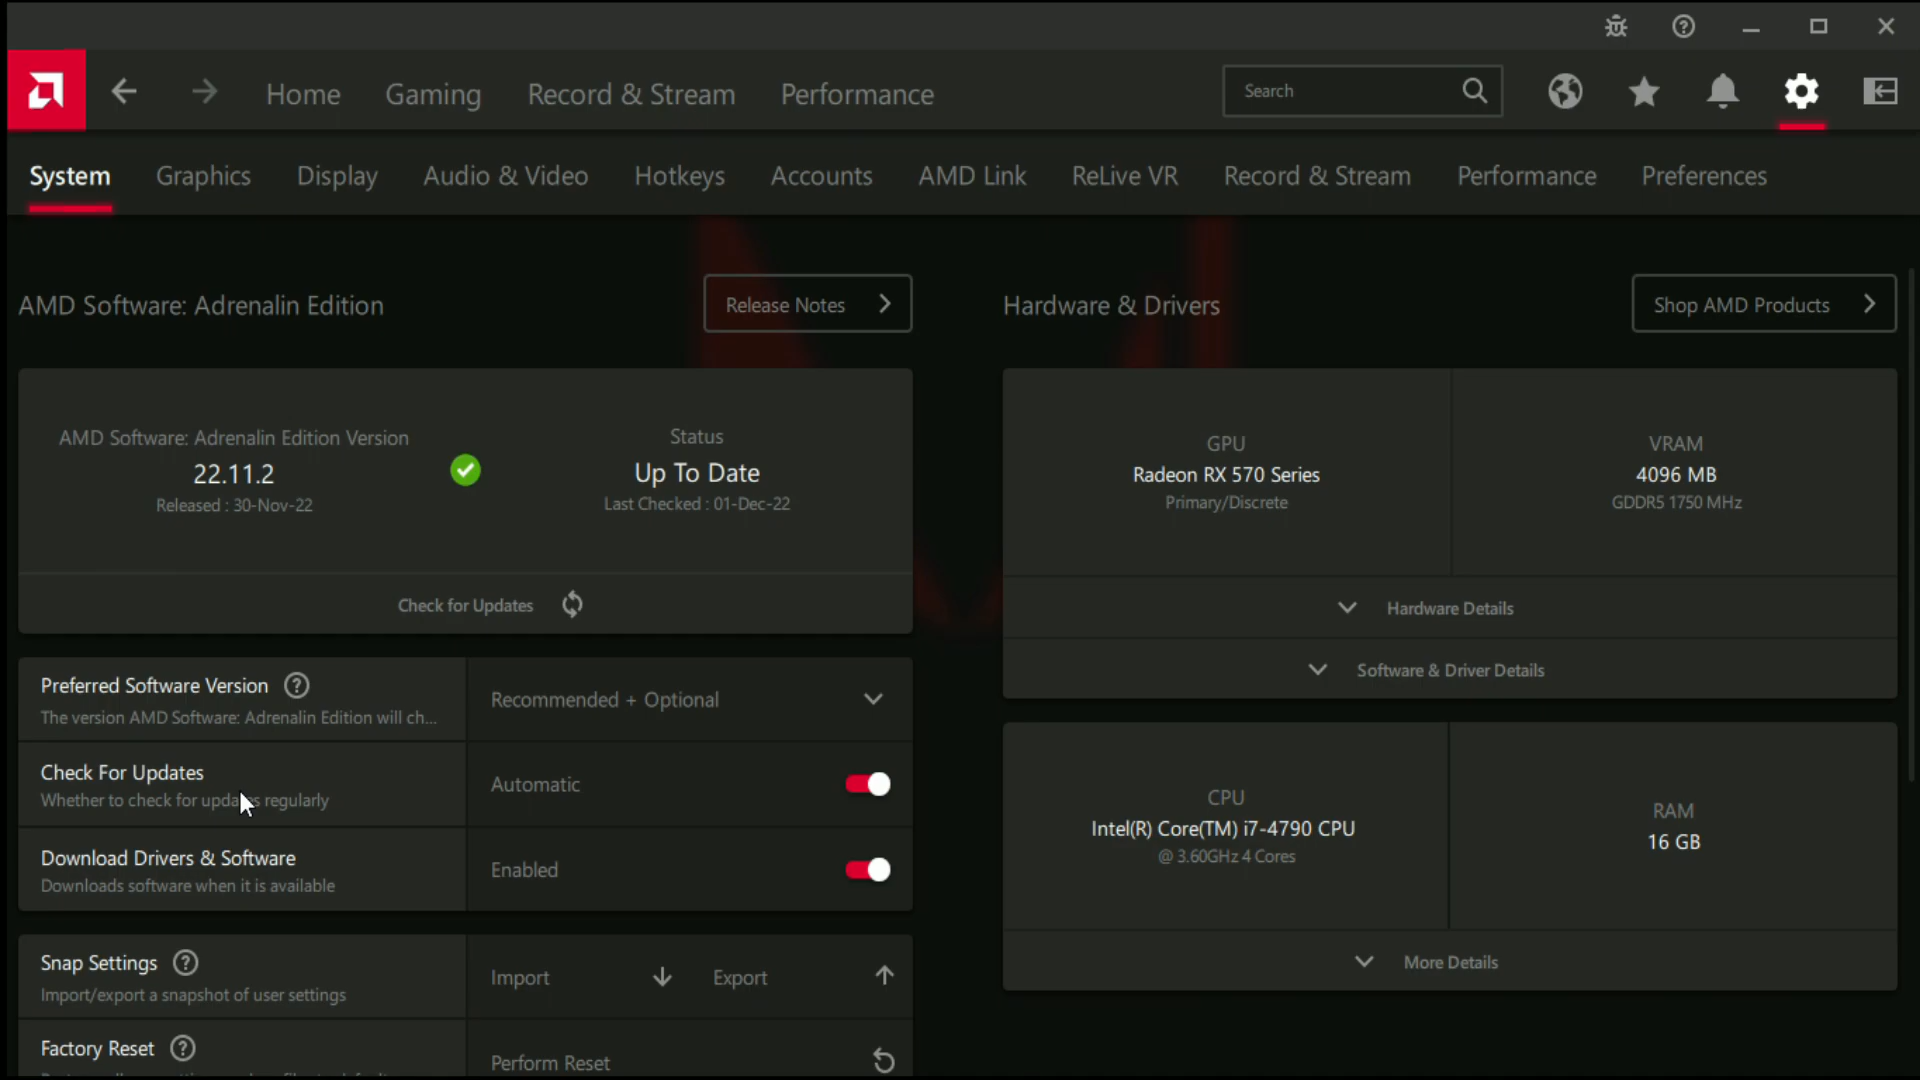 Home Gaming Record & Stream Performance Search
System Graphics Display Audio & Video Hotkeys Accounts AMD Link ReLive VR Record & Stream Performance Preferences
AMD Software: Adrenalin Edition
Release Notes
AMD Software: Adrenalin Edition Version
22.11.2
Released : 30-Nov-22
Status
Up To Date
Last Checked : 01-Dec-22
Check for Updates
Preferred Software Version
The version AMD Software: Adrenalin Edition will ch...
Recommended + Optional
Check For Updates
Whether to check for updates regularly
Automatic
Download Drivers & Software
Downloads software when it is available
Enabled
Snap Settings
Import/export a snapshot of user settings
Import Export
Factory Reset
Perform Reset
Hardware & Drivers
Shop AMD Products
GPU
Radeon RX 570 Series
Primary/Discrete
VRAM
4096 MB
GDDR5 1750 MHz
Hardware Details
Software & Driver Details
CPU
Intel(R) Core(TM) i7-4790 CPU
@ 3.60GHz 4 Cores
RAM
16 GB
More Details